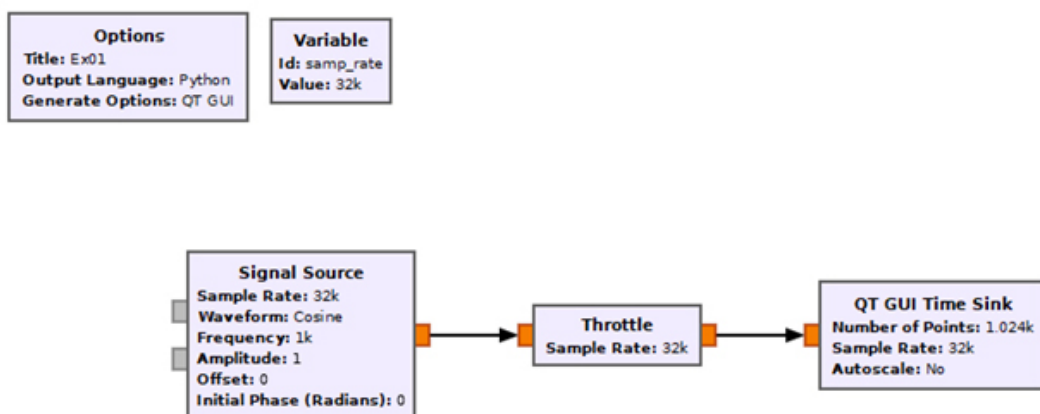 Options
Title: Ex01
Output Language: Python
Generate Options: QT GUI
Variable
Id: samp_rate
Value: 32k
Signal Source
Sample Rate: 32k
Waveform: Cosine
Frequency: 1k
Amplitude: 1
Offset: 0
Initial Phase (Radians): 0
Throttle
Sample Rate: 32k
QT GUI Time Sink
Number of Points: 1.024k
Sample Rate: 32k
Autoscale: No